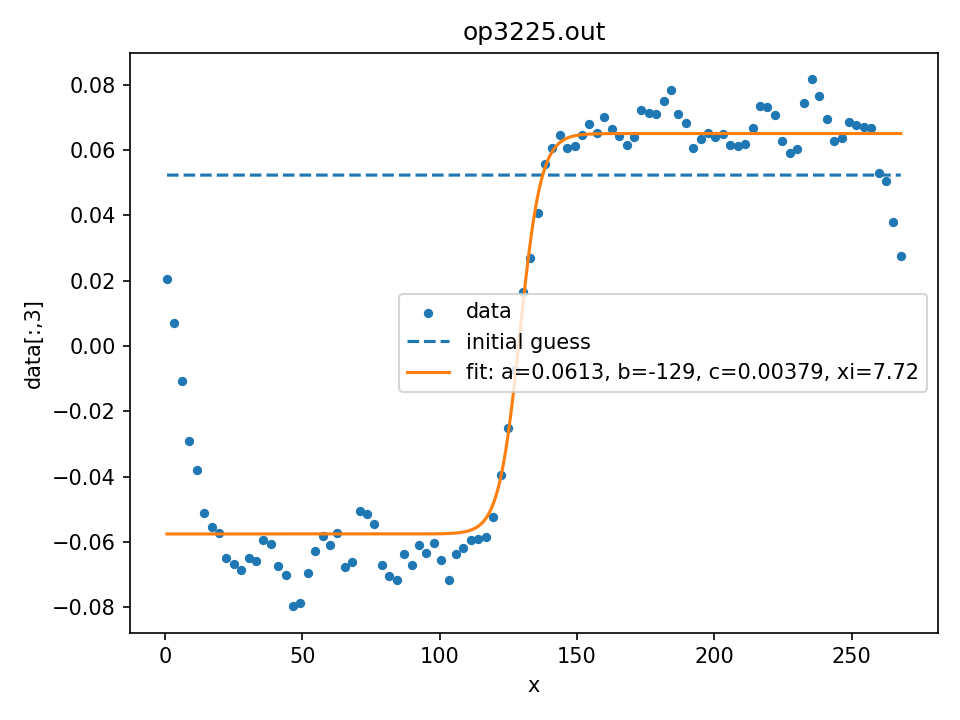 op3225.out
0.08
0.06
0.04
0.02
0.00
−0.02
−0.04
−0.06
−0.08
data[:,3]
data
initial guess
fit: a=0.0613, b=-129, c=0.00379, xi=7.72
0 50 100 150 200 250
x